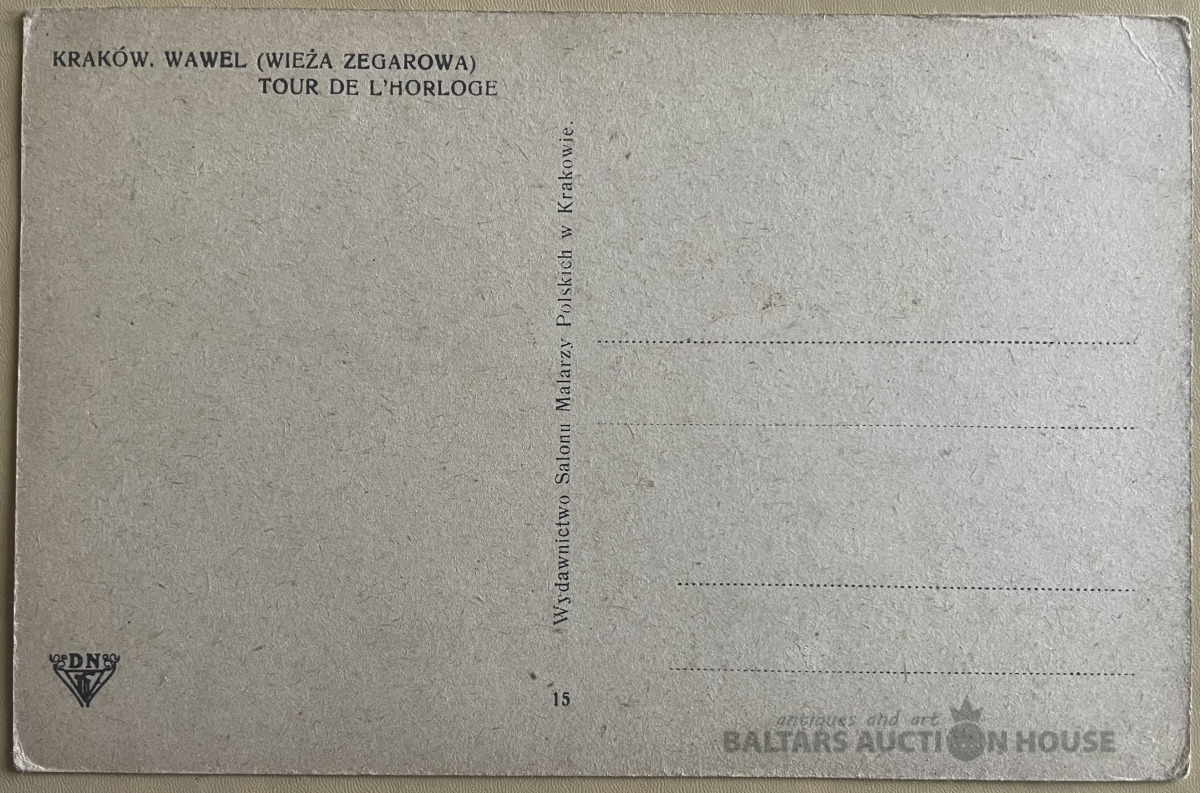 KRAKÓW. WAWEL (WIEŻA ZEGAROWA)
TOUR DE L'HORLOGE
Wydawnictwo Salonu Malarzy Polskich w Krakowie.
DN
15
antiques and art
BALTARS AUCTION HOUSE